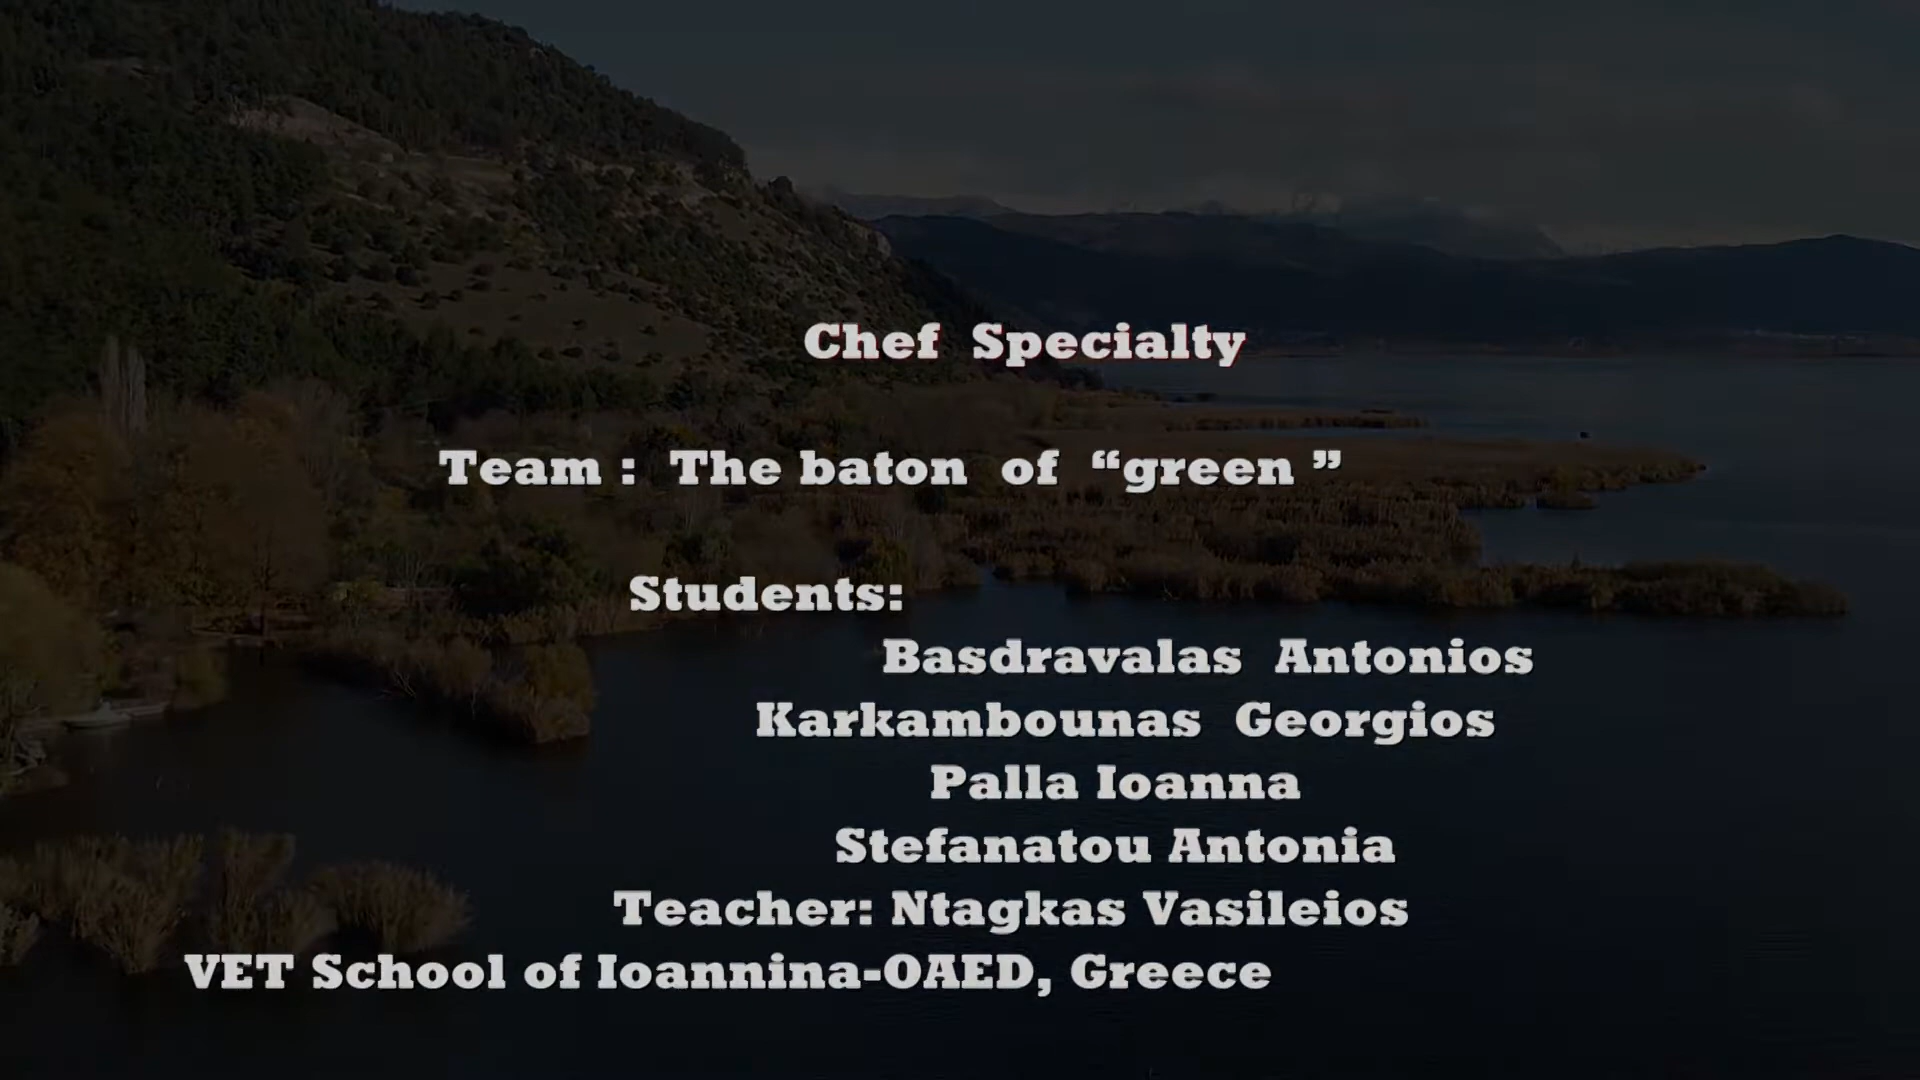 Chef Specialty
Team : The baton of “green ”
Students:
Basdravalas Antonios
Karkambounas Georgios
Palla Ioanna
Stefanatou Antonia
Teacher: Ntagkas Vasileios
VET School of Ioannina-OAED, Greece